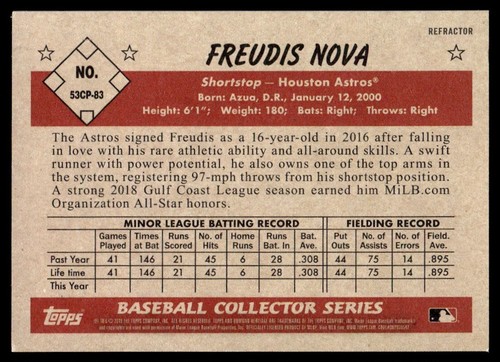 REFRACTOR
FREUDIS NOVA
NO.
53CP-83
Shortstop — Houston Astros®
Born: Azua, D.R., January 12, 2000
Height: 6'1"; Weight: 180; Bats: Right; Throws: Right
The Astros signed Freudis as a 16-year-old in 2016 after falling
in love with his rare athletic ability and all-around skills. A swift
runner with power potential, he also owns one of the top arms in
the system, registering 97-mph throws from his shortstop position.
A strong 2018 Gulf Coast League season earned him MiLB.com
Organization All-Star honors.
MINOR LEAGUE BATTING RECORD FIELDING RECORD
Games Played Times at Bat Runs Scored No. of Hits Home Runs Runs Bat. In Bat. Ave. Put Outs No. of Assists No. of Errors Field. Avg.
Past Year 41 146 21 45 6 28 .308 44 75 14 .895
Life time 41 146 21 45 6 28 .308 44 75 14 .895
This Year
Topps
BASEBALL COLLECTOR SERIES